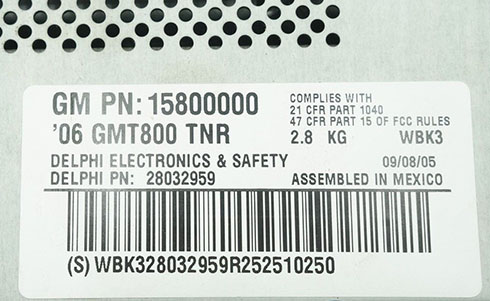 GM PN: 15800000
'06 GMT800 TNR
COMPLIES WITH
21 CFR PART 1040
47 CFR PART 15 OF FCC RULES
2.8 KG WBK3
DELPHI ELECTRONICS & SAFETY 09/08/05
DELPHI PN: 28032959 ASSEMBLED IN MEXICO
(S) WBK328032959R252510250